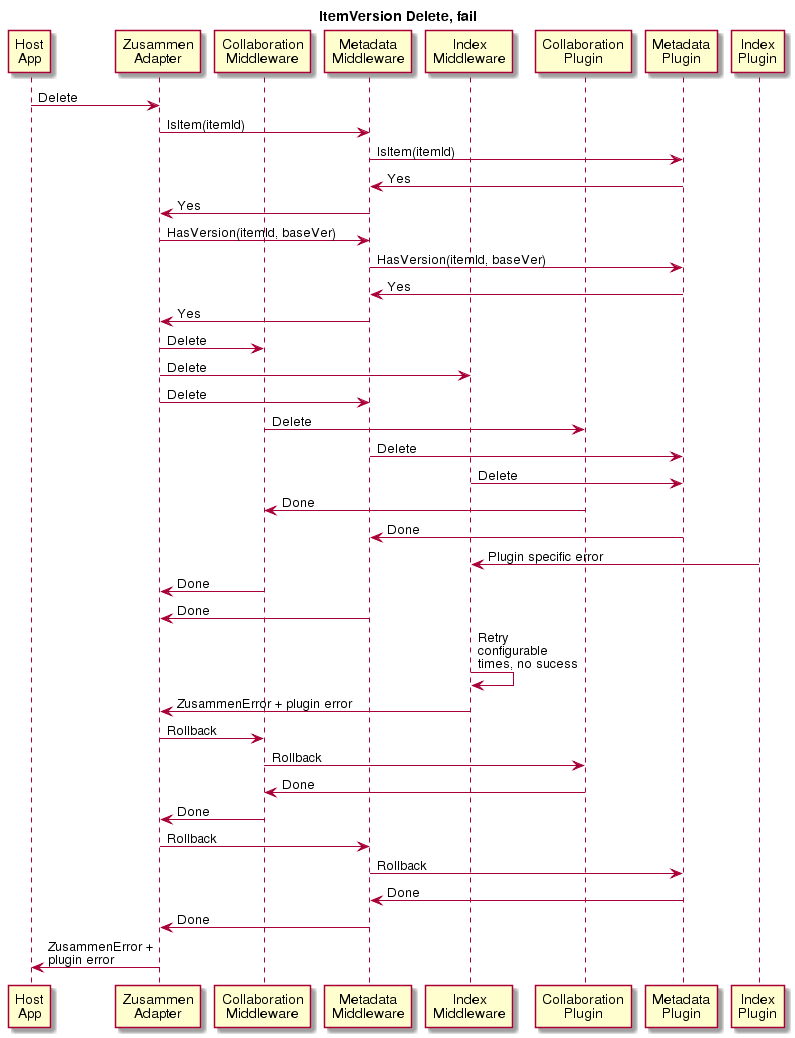 ItemVersion Delete, fail
Host
App
Zusammen
Adapter
Collaboration
Middleware
Metadata
Middleware
Index
Middleware
Collaboration
Plugin
Metadata
Plugin
Index
Plugin
Delete
IsItem(itemId)
IsItem(itemId)
Yes
Yes
HasVersion(itemId, baseVer)
HasVersion(itemId, baseVer)
Yes
Yes
Delete
Delete
Delete
Delete
Delete
Delete
Done
Done
Plugin specific error
Done
Done
Retry
configurable
times, no sucess
ZusammenError + plugin error
Rollback
Rollback
Done
Done
Rollback
Rollback
Done
Done
ZusammenError +
plugin error
Host
App
Zusammen
Adapter
Collaboration
Middleware
Metadata
Middleware
Index
Middleware
Collaboration
Plugin
Metadata
Plugin
Index
Plugin